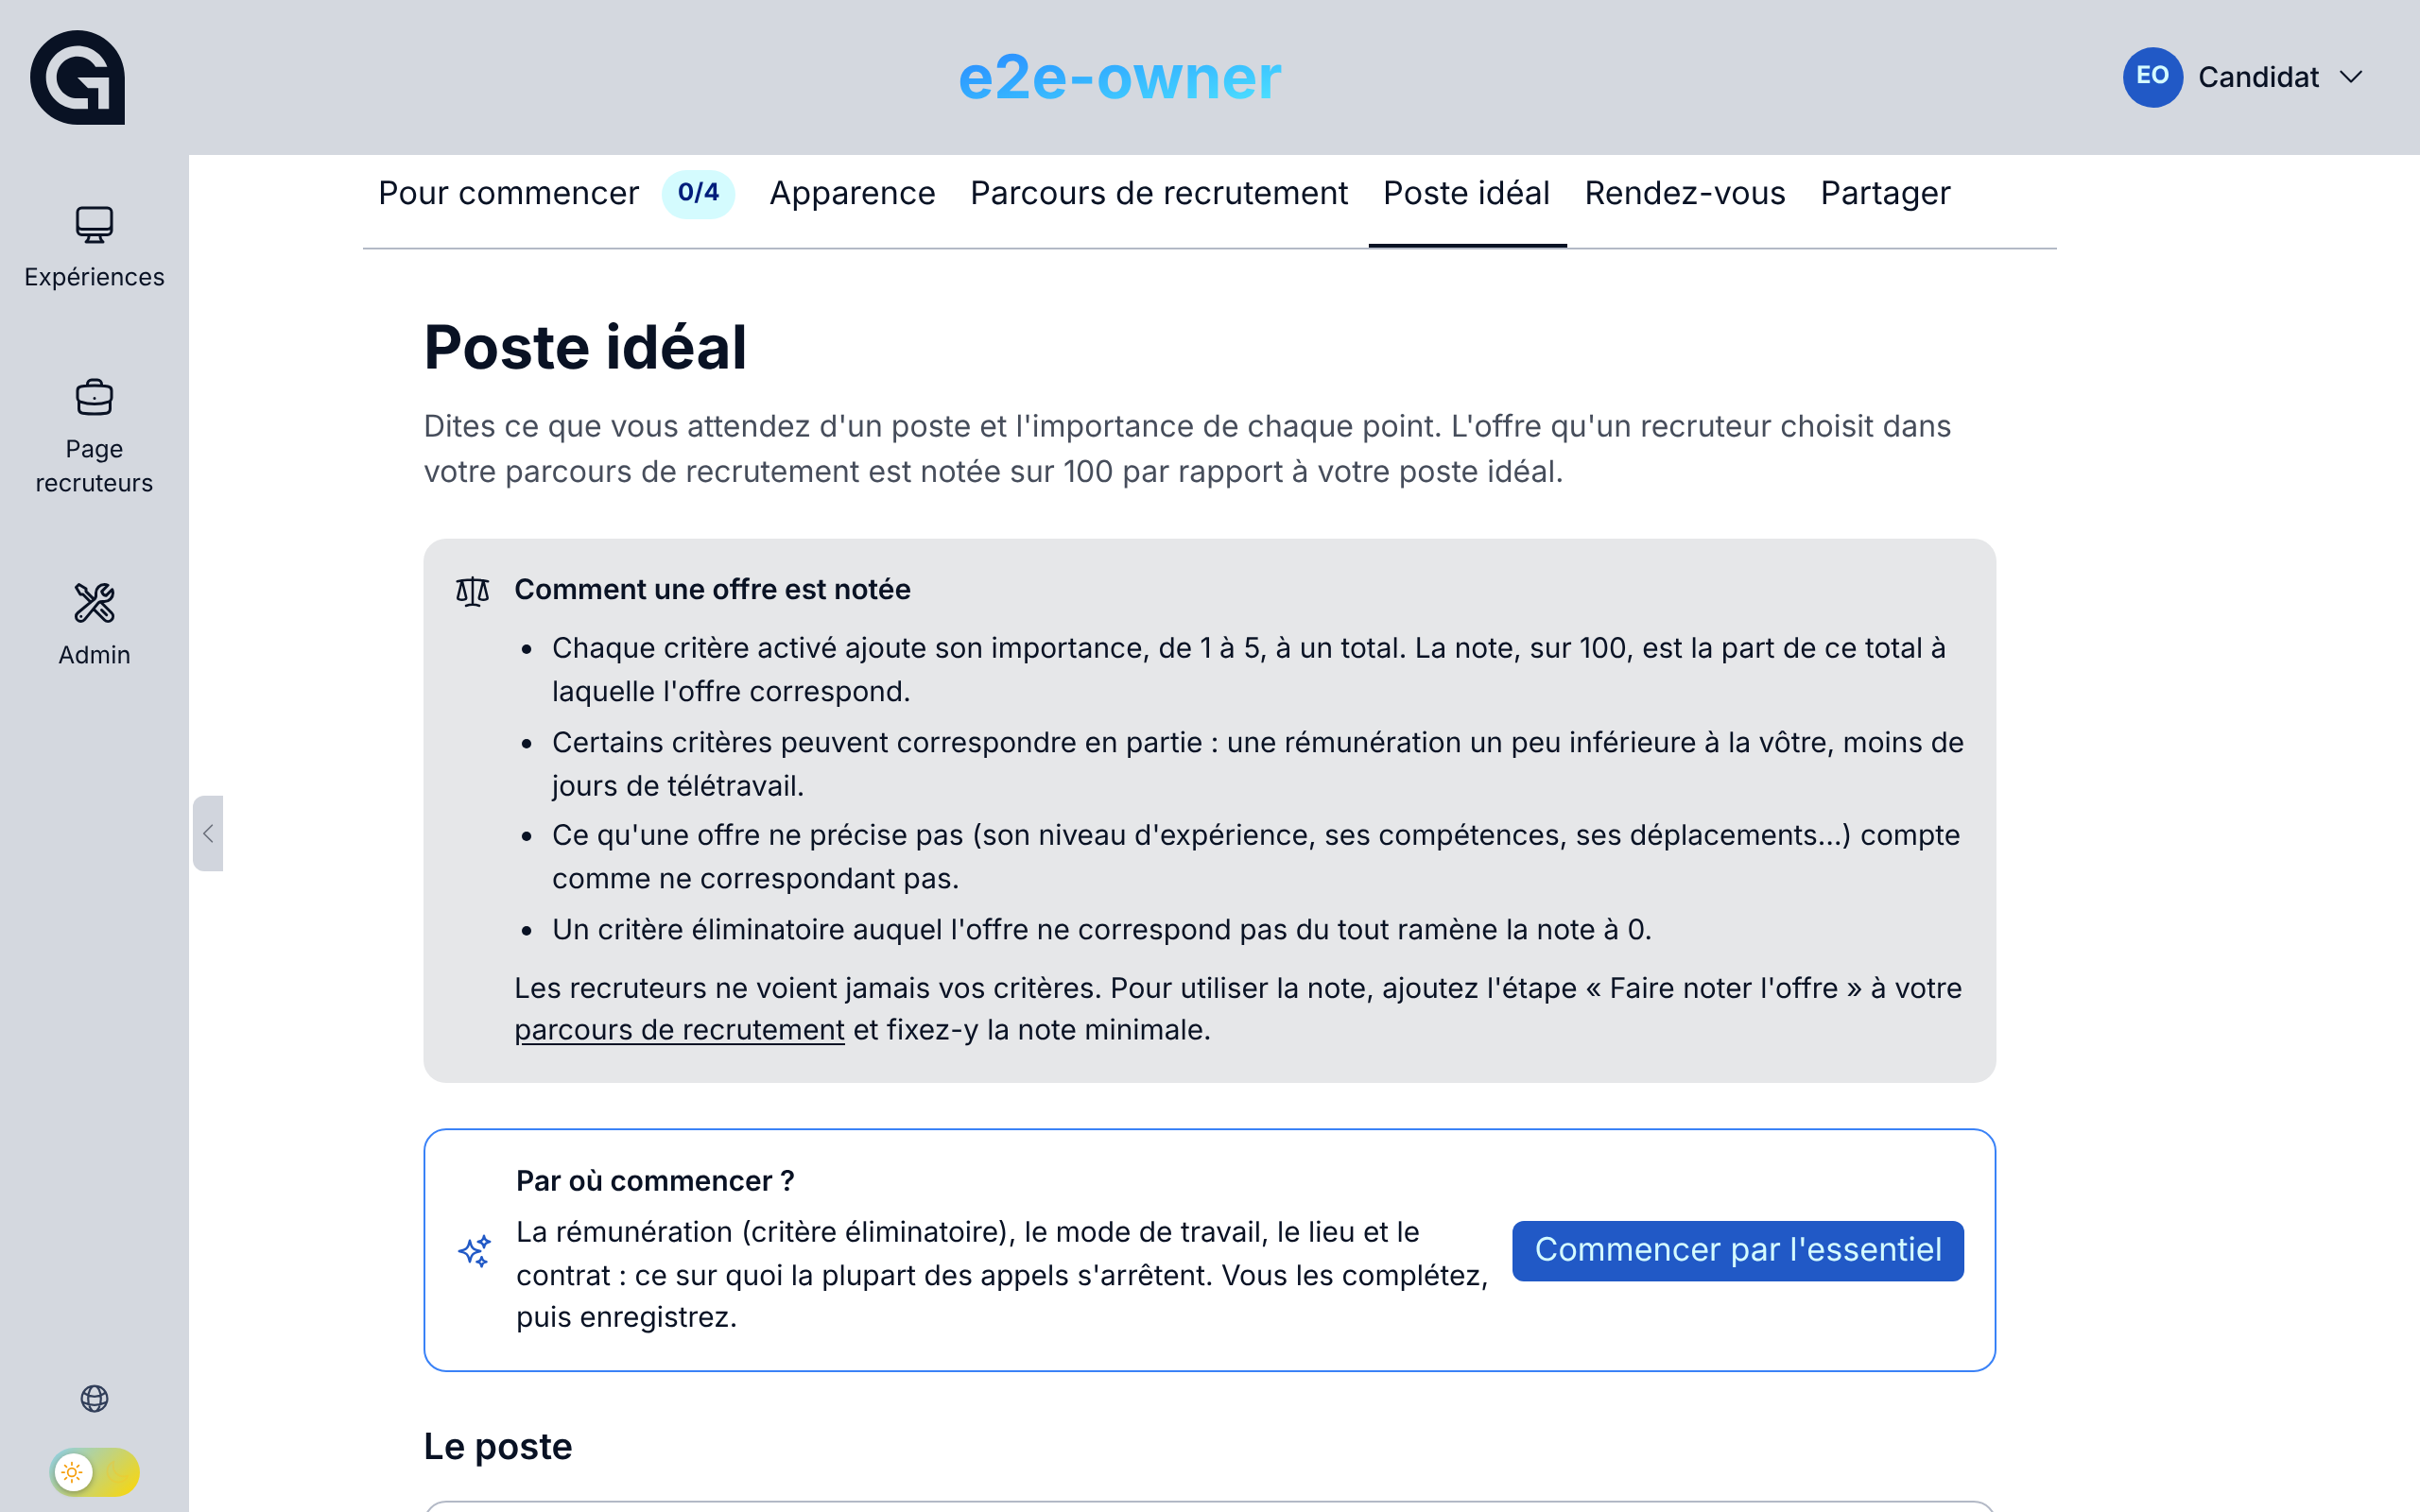 e2e-owner
EO Candidat
Expériences
Page
recruteurs
Admin
Pour commencer 0/4 Apparence Parcours de recrutement Poste idéal Rendez-vous Partager
Poste idéal
Dites ce que vous attendez d'un poste et l'importance de chaque point. L'offre qu'un recruteur choisit dans
votre parcours de recrutement est notée sur 100 par rapport à votre poste idéal.
Comment une offre est notée
• Chaque critère activé ajoute son importance, de 1 à 5, à un total. La note, sur 100, est la part de ce total à
laquelle l'offre correspond.
• Certains critères peuvent correspondre en partie : une rémunération un peu inférieure à la vôtre, moins de
jours de télétravail.
• Ce qu'une offre ne précise pas (son niveau d'expérience, ses compétences, ses déplacements...) compte
comme ne correspondant pas.
• Un critère éliminatoire auquel l'offre ne correspond pas du tout ramène la note à 0.
Les recruteurs ne voient jamais vos critères. Pour utiliser la note, ajoutez l'étape « Faire noter l'offre » à votre
parcours de recrutement et fixez-y la note minimale.
Par où commencer ?
La rémunération (critère éliminatoire), le mode de travail, le lieu et le
contrat : ce sur quoi la plupart des appels s'arrêtent. Vous les complétez,
puis enregistrez.
Commencer par l'essentiel
Le poste